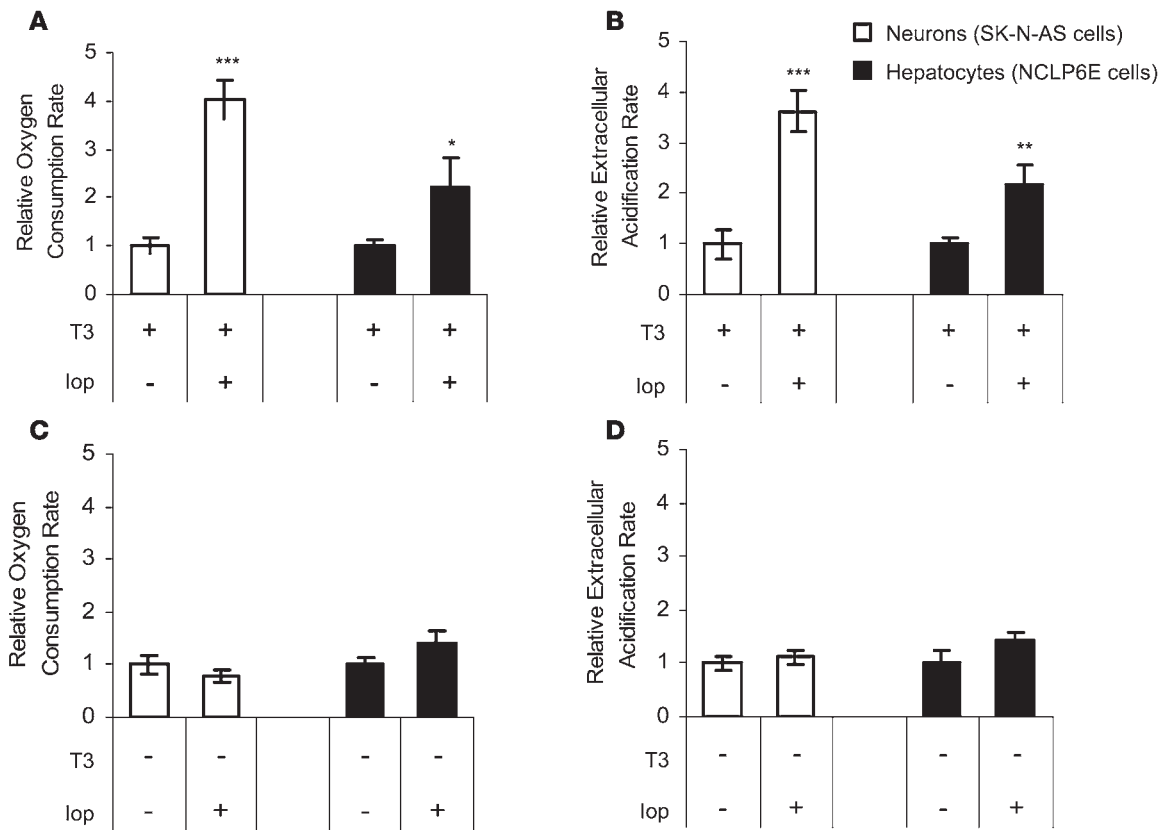 A
Relative Oxygen
Consumption Rate
5
4
3
2
1
0
***
*
T3 + + + +
Iop - + - +
B
Relative Extracellular
Acidification Rate
5
4
3
2
1
0
***
**
Neurons (SK-N-AS cells)
Hepatocytes (NCLP6E cells)
T3 + + + +
Iop - + - +
C
Relative Oxygen
Consumption Rate
5
4
3
2
1
0
T3 - - - -
Iop - + - +
D
Relative Extracellular
Acidification Rate
5
4
3
2
1
0
T3 - - - -
Iop - + - +